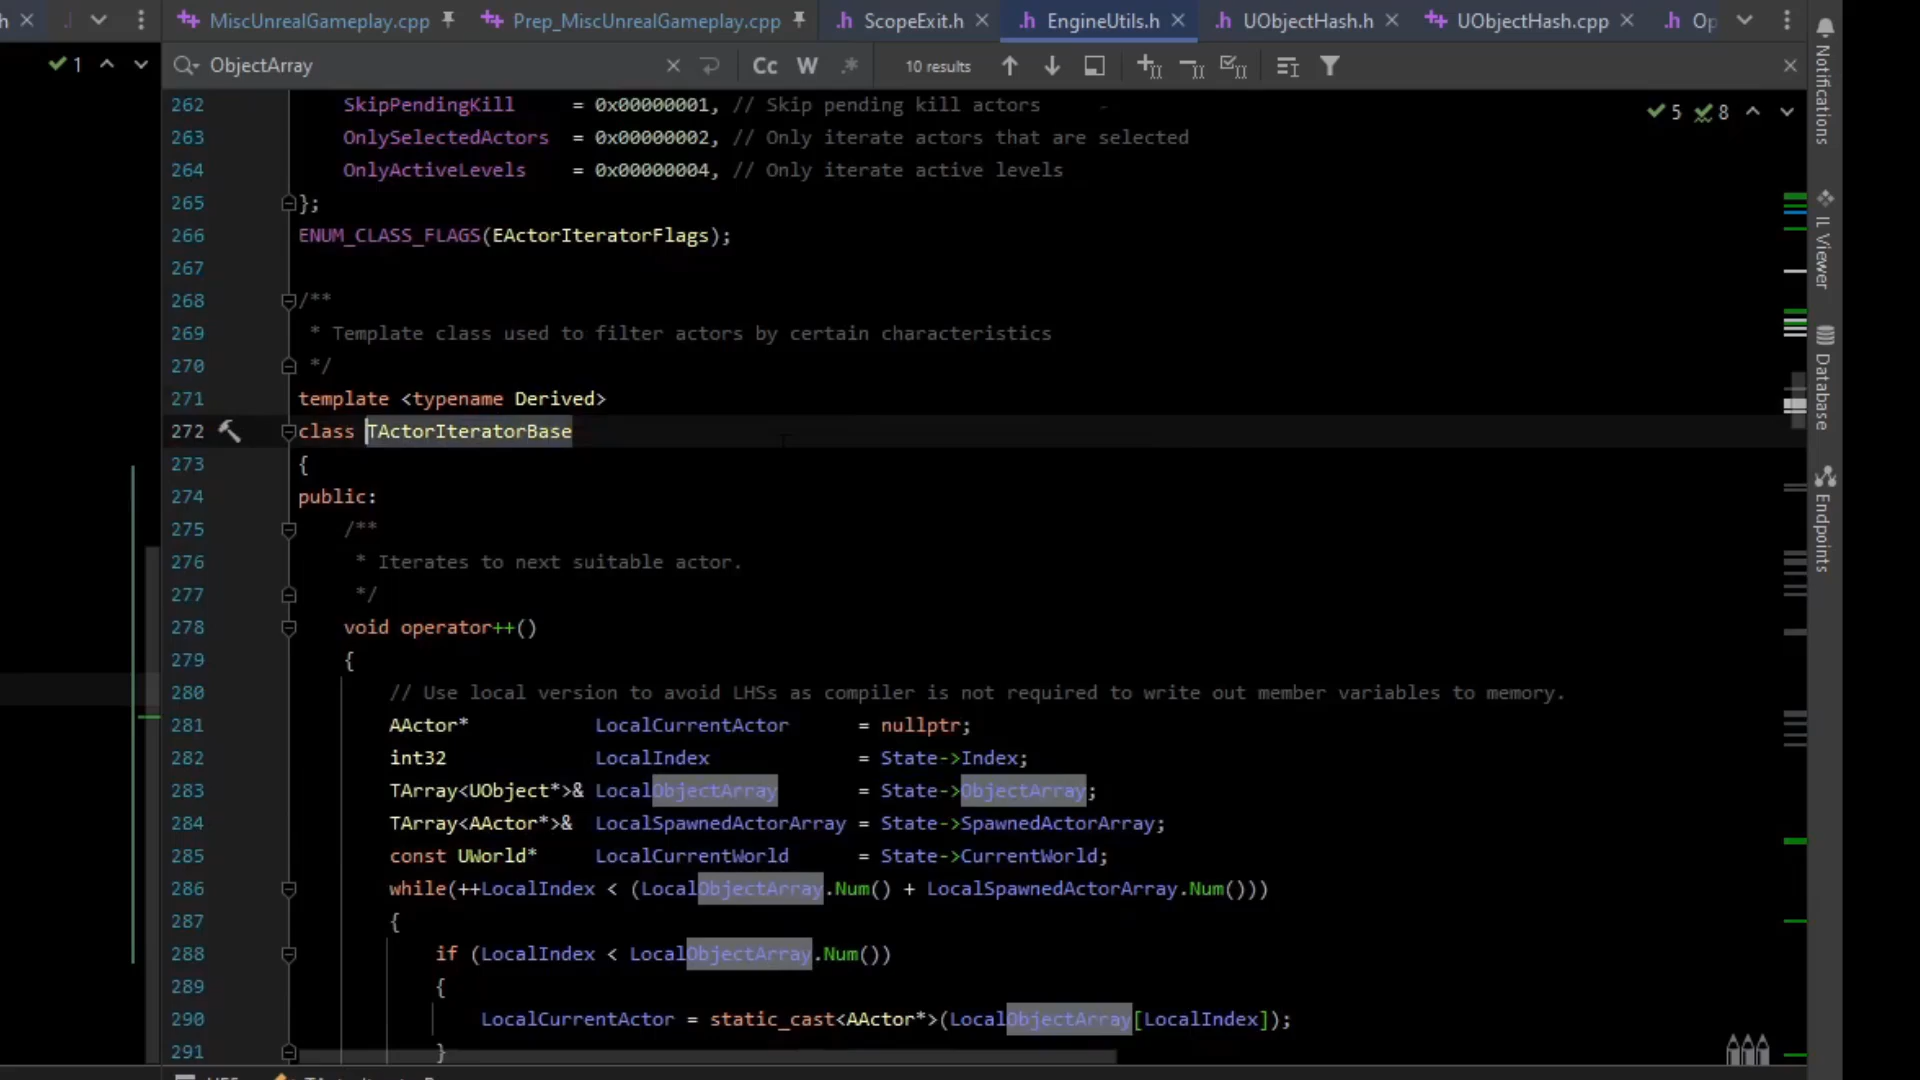 MiscUnrealGameplay.cpp Prep_MiscUnrealGameplay.cpp ScopeExit.h EngineUtils.h UObjectHash.h UObjectHash.cpp
1 ObjectArray Cc W .* 10 results
5 8
262 SkipPendingKill = 0x00000001, // Skip pending kill actors
263 OnlySelectedActors = 0x00000002, // Only iterate actors that are selected
264 OnlyActiveLevels = 0x00000004, // Only iterate active levels
265 };
266 ENUM_CLASS_FLAGS(EActorIteratorFlags);
267
268 /**
269 * Template class used to filter actors by certain characteristics
270 */
271 template <typename Derived>
272 class TActorIteratorBase
273 {
274 public:
275 /**
276 * Iterates to next suitable actor.
277 */
278 void operator++()
279 {
280 // Use local version to avoid LHSs as compiler is not required to write out member variables to memory.
281 AActor* LocalCurrentActor = nullptr;
282 int32 LocalIndex = State->Index;
283 TArray<UObject*>& LocalObjectArray = State->ObjectArray;
284 TArray<AActor*>& LocalSpawnedActorArray = State->SpawnedActorArray;
285 const UWorld* LocalCurrentWorld = State->CurrentWorld;
286 while(++LocalIndex < (LocalObjectArray.Num() + LocalSpawnedActorArray.Num()))
287 {
288 if (LocalIndex < LocalObjectArray.Num())
289 {
290 LocalCurrentActor = static_cast<AActor*>(LocalObjectArray[LocalIndex]);
291 }
Notifications
IL Viewer
Database
Endpoints